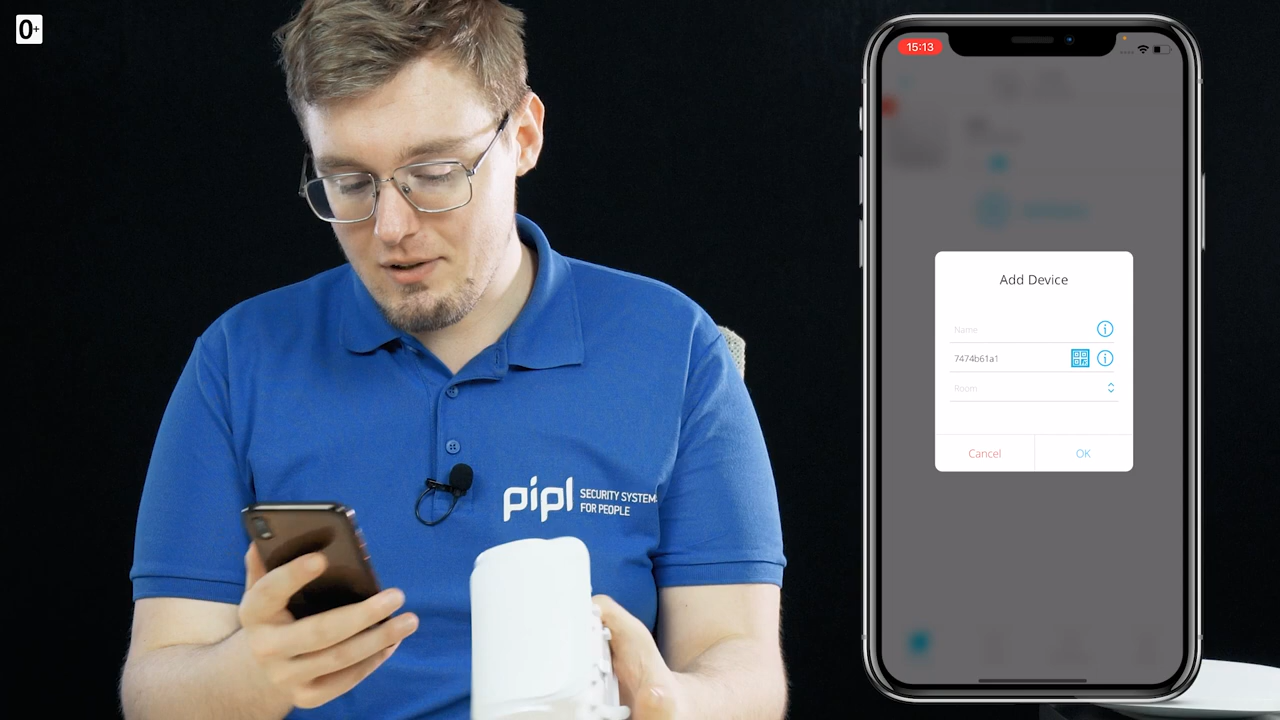 0+
pipl
SECURITY SYSTEMS
FOR PEOPLE
15:13
Add Device
Name
7474b61a1
Room
Cancel
OK